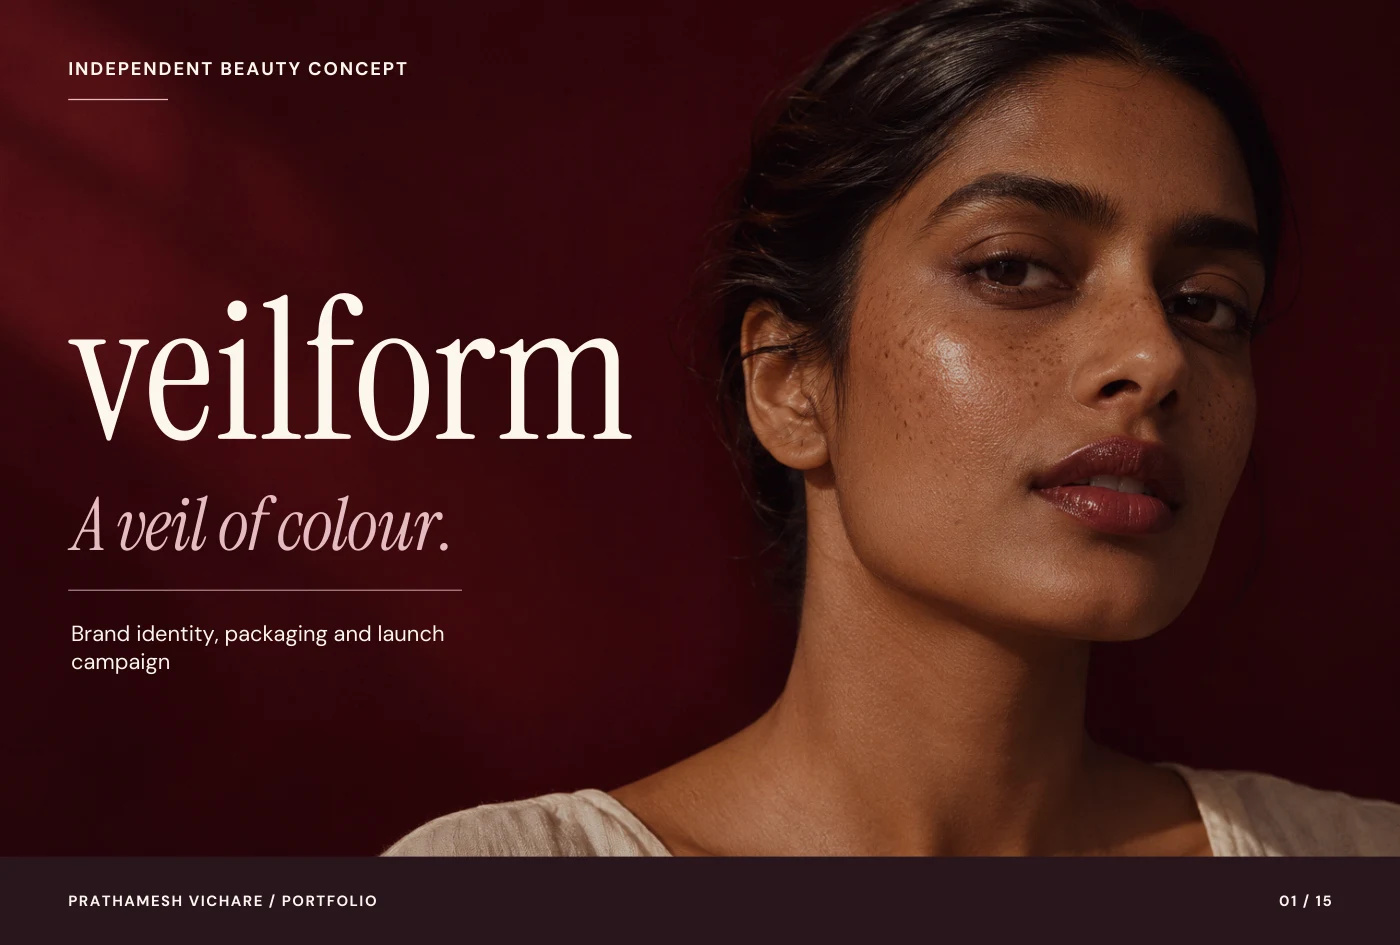 INDEPENDENT BEAUTY CONCEPT
veilform
A veil of colour.
Brand identity, packaging and launch
campaign
PRATHAMESH VICHARE / PORTFOLIO
01 / 15